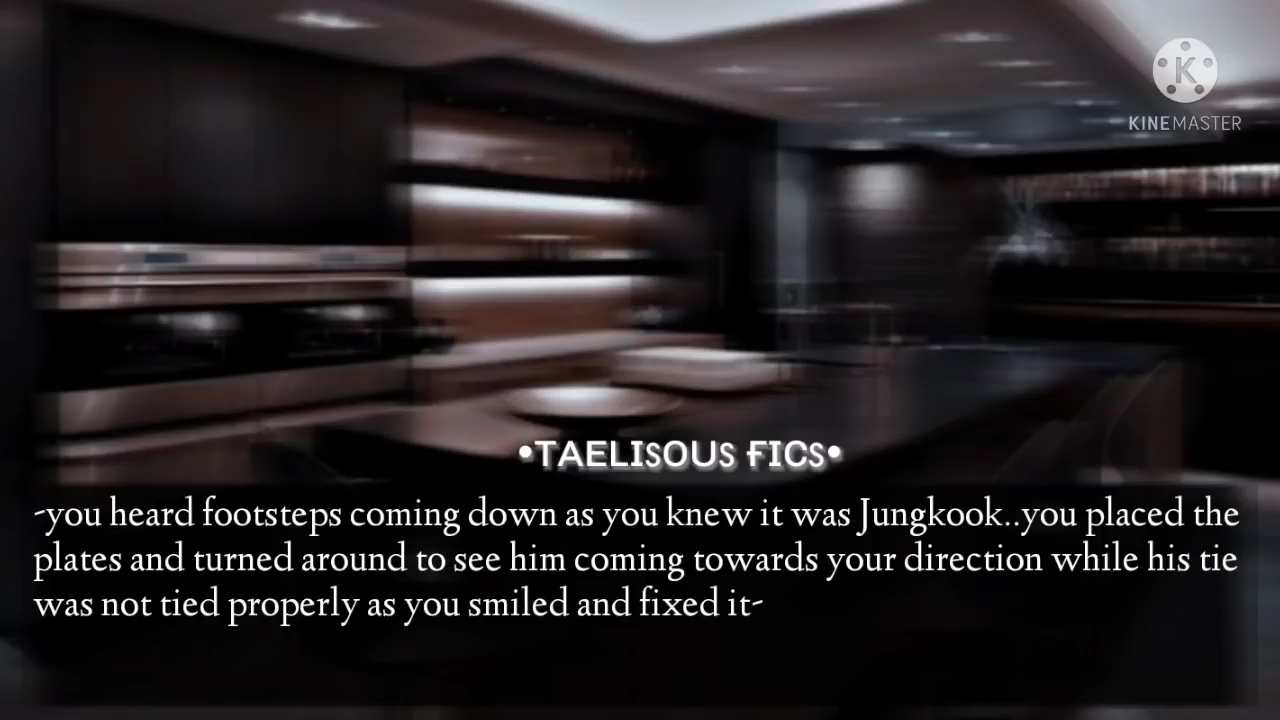 KINEMASTER
•TAELISOUS FICS•
-you heard footsteps coming down as you knew it was Jungkook..you placed the
plates and turned around to see him coming towards your direction while his tie
was not tied properly as you smiled and fixed it-